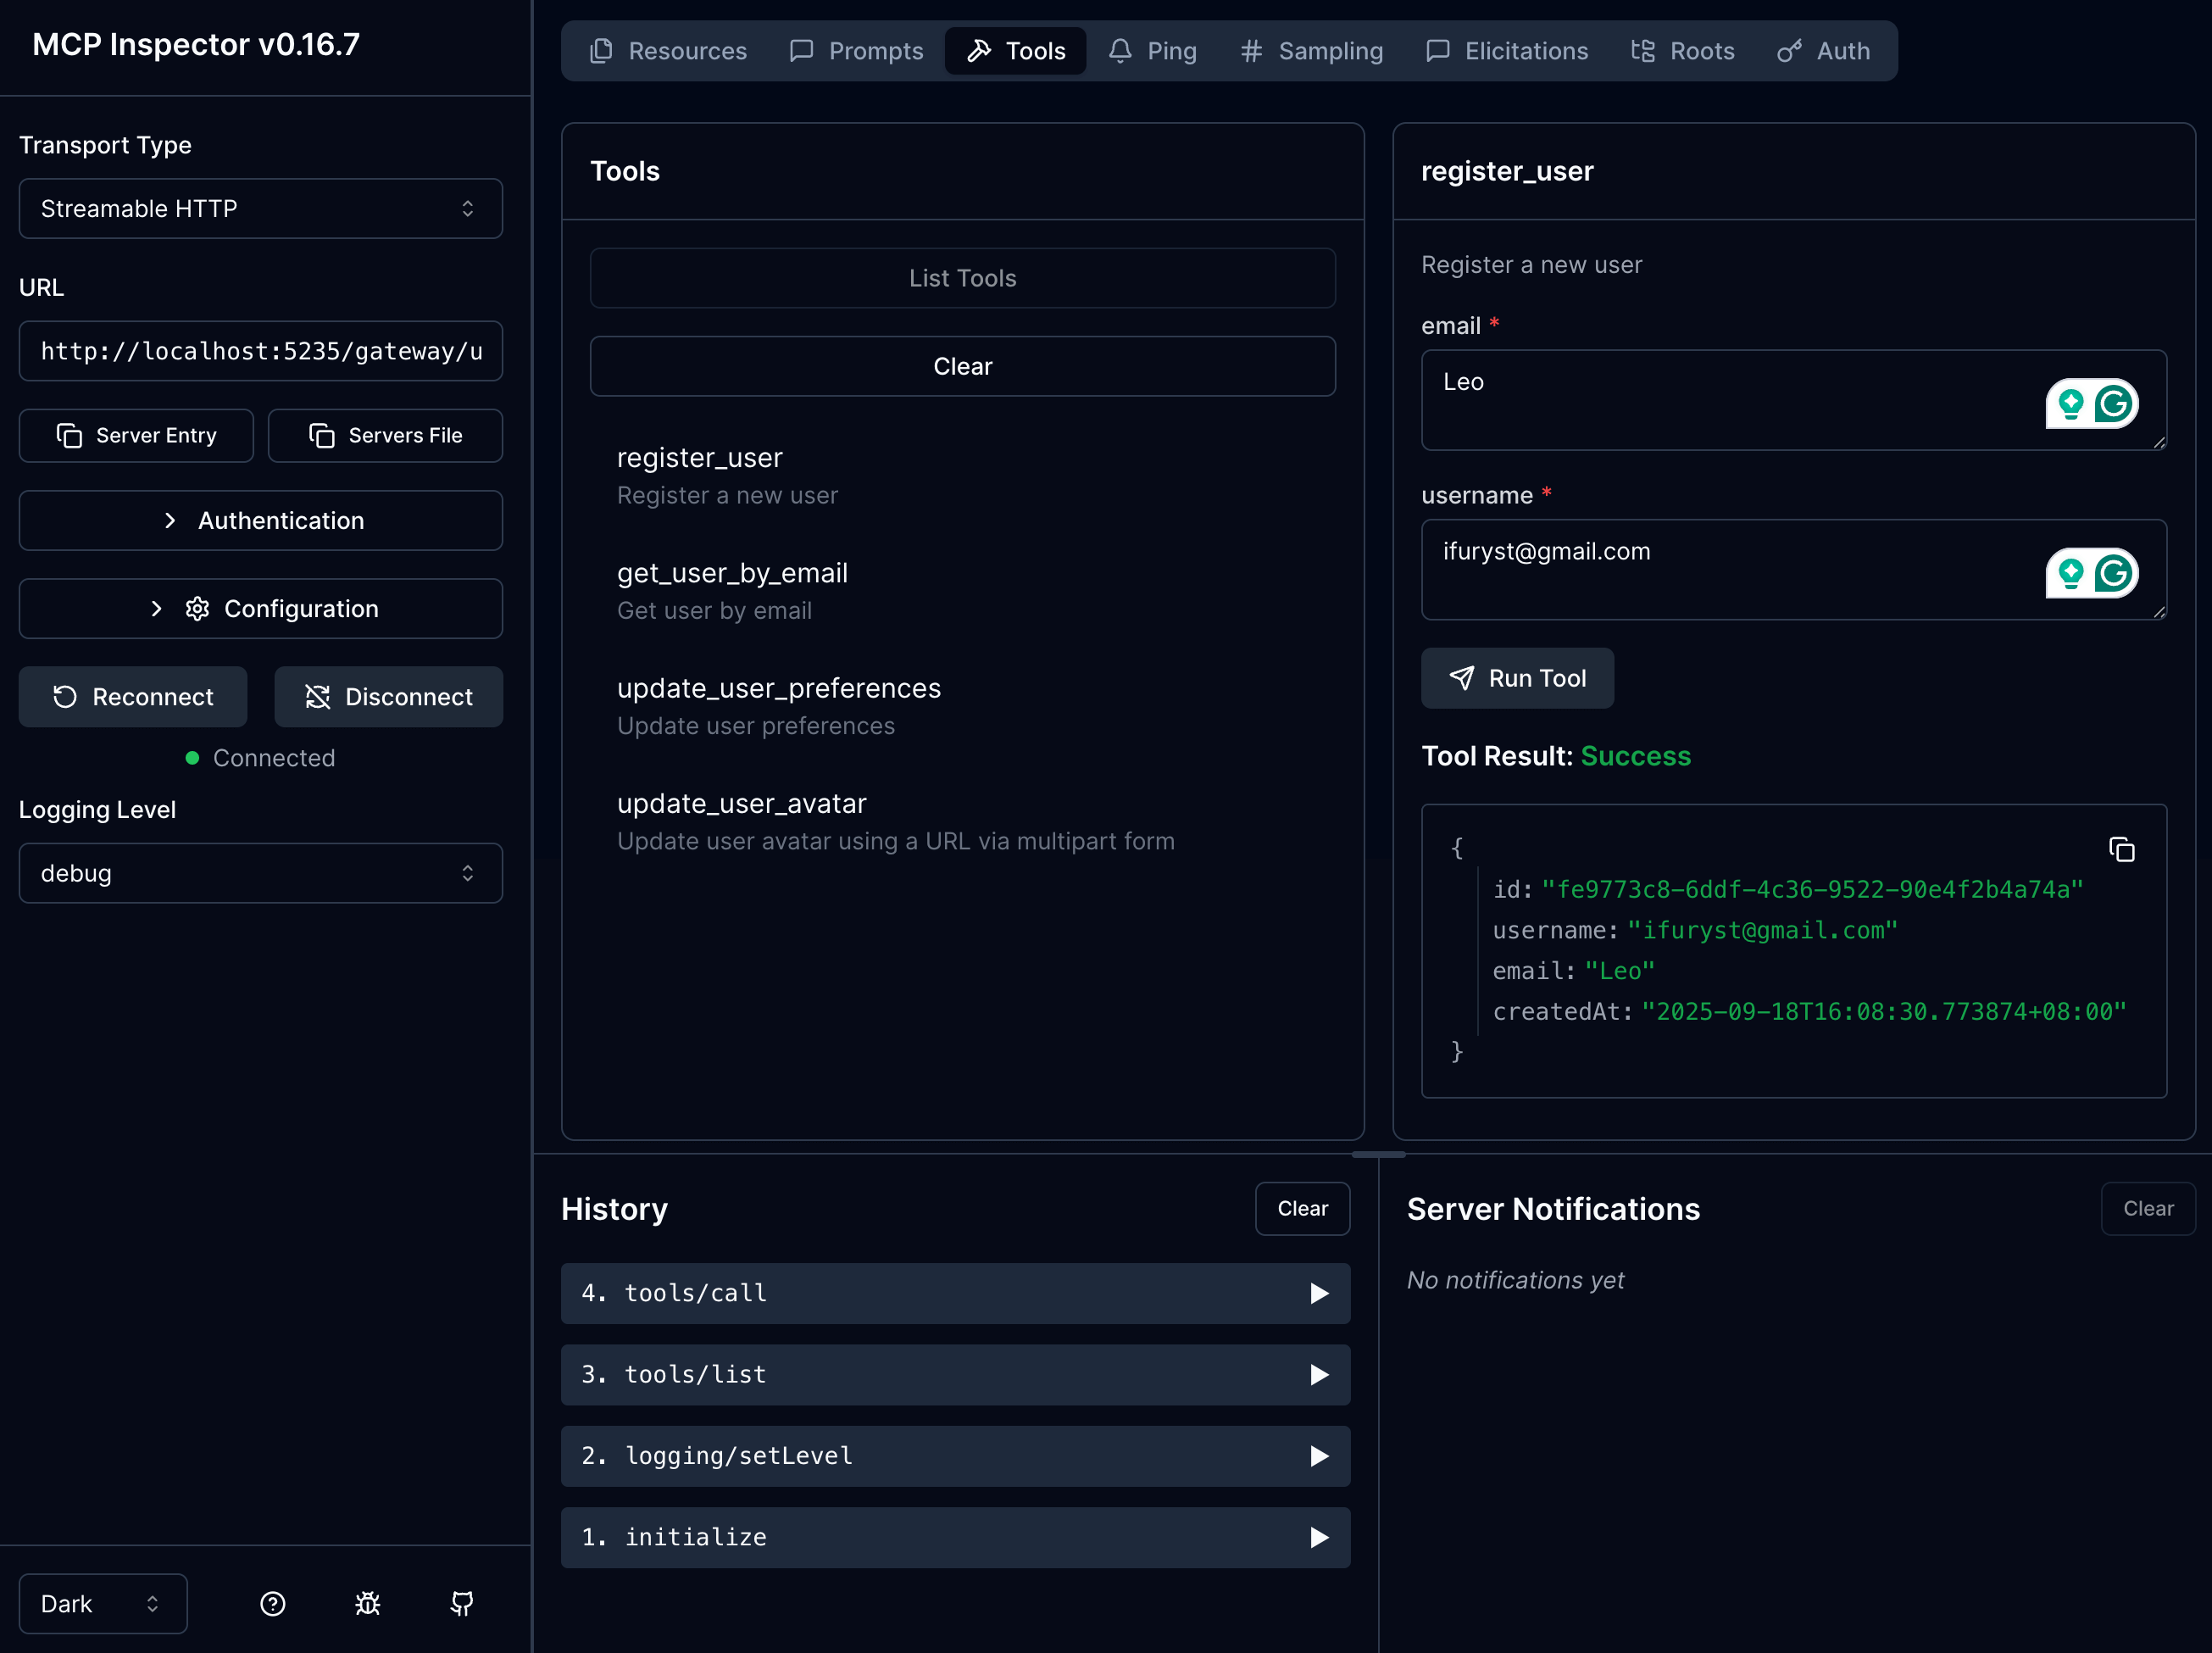 MCP Inspector v0.16.7
Transport Type
Streamable HTTP
URL
http://localhost:5235/gateway/u
Server Entry
Servers File
Authentication
Configuration
Reconnect
Disconnect
Connected
Logging Level
debug
Dark
Resources
Prompts
Tools
Ping
Sampling
Elicitations
Roots
Auth
Tools
List Tools
Clear
register_user
Register a new user
get_user_by_email
Get user by email
update_user_preferences
Update user preferences
update_user_avatar
Update user avatar using a URL via multipart form
register_user
Register a new user
email *
Leo
username *
ifuryst@gmail.com
Run Tool
Tool Result: Success
{
id: "fe9773c8-6ddf-4c36-9522-90e4f2b4a74a"
username: "ifuryst@gmail.com"
email: "Leo"
createdAt: "2025-09-18T16:08:30.773874+08:00"
}
History
Clear
4. tools/call
3. tools/list
2. logging/setLevel
1. initialize
Server Notifications
Clear
No notifications yet